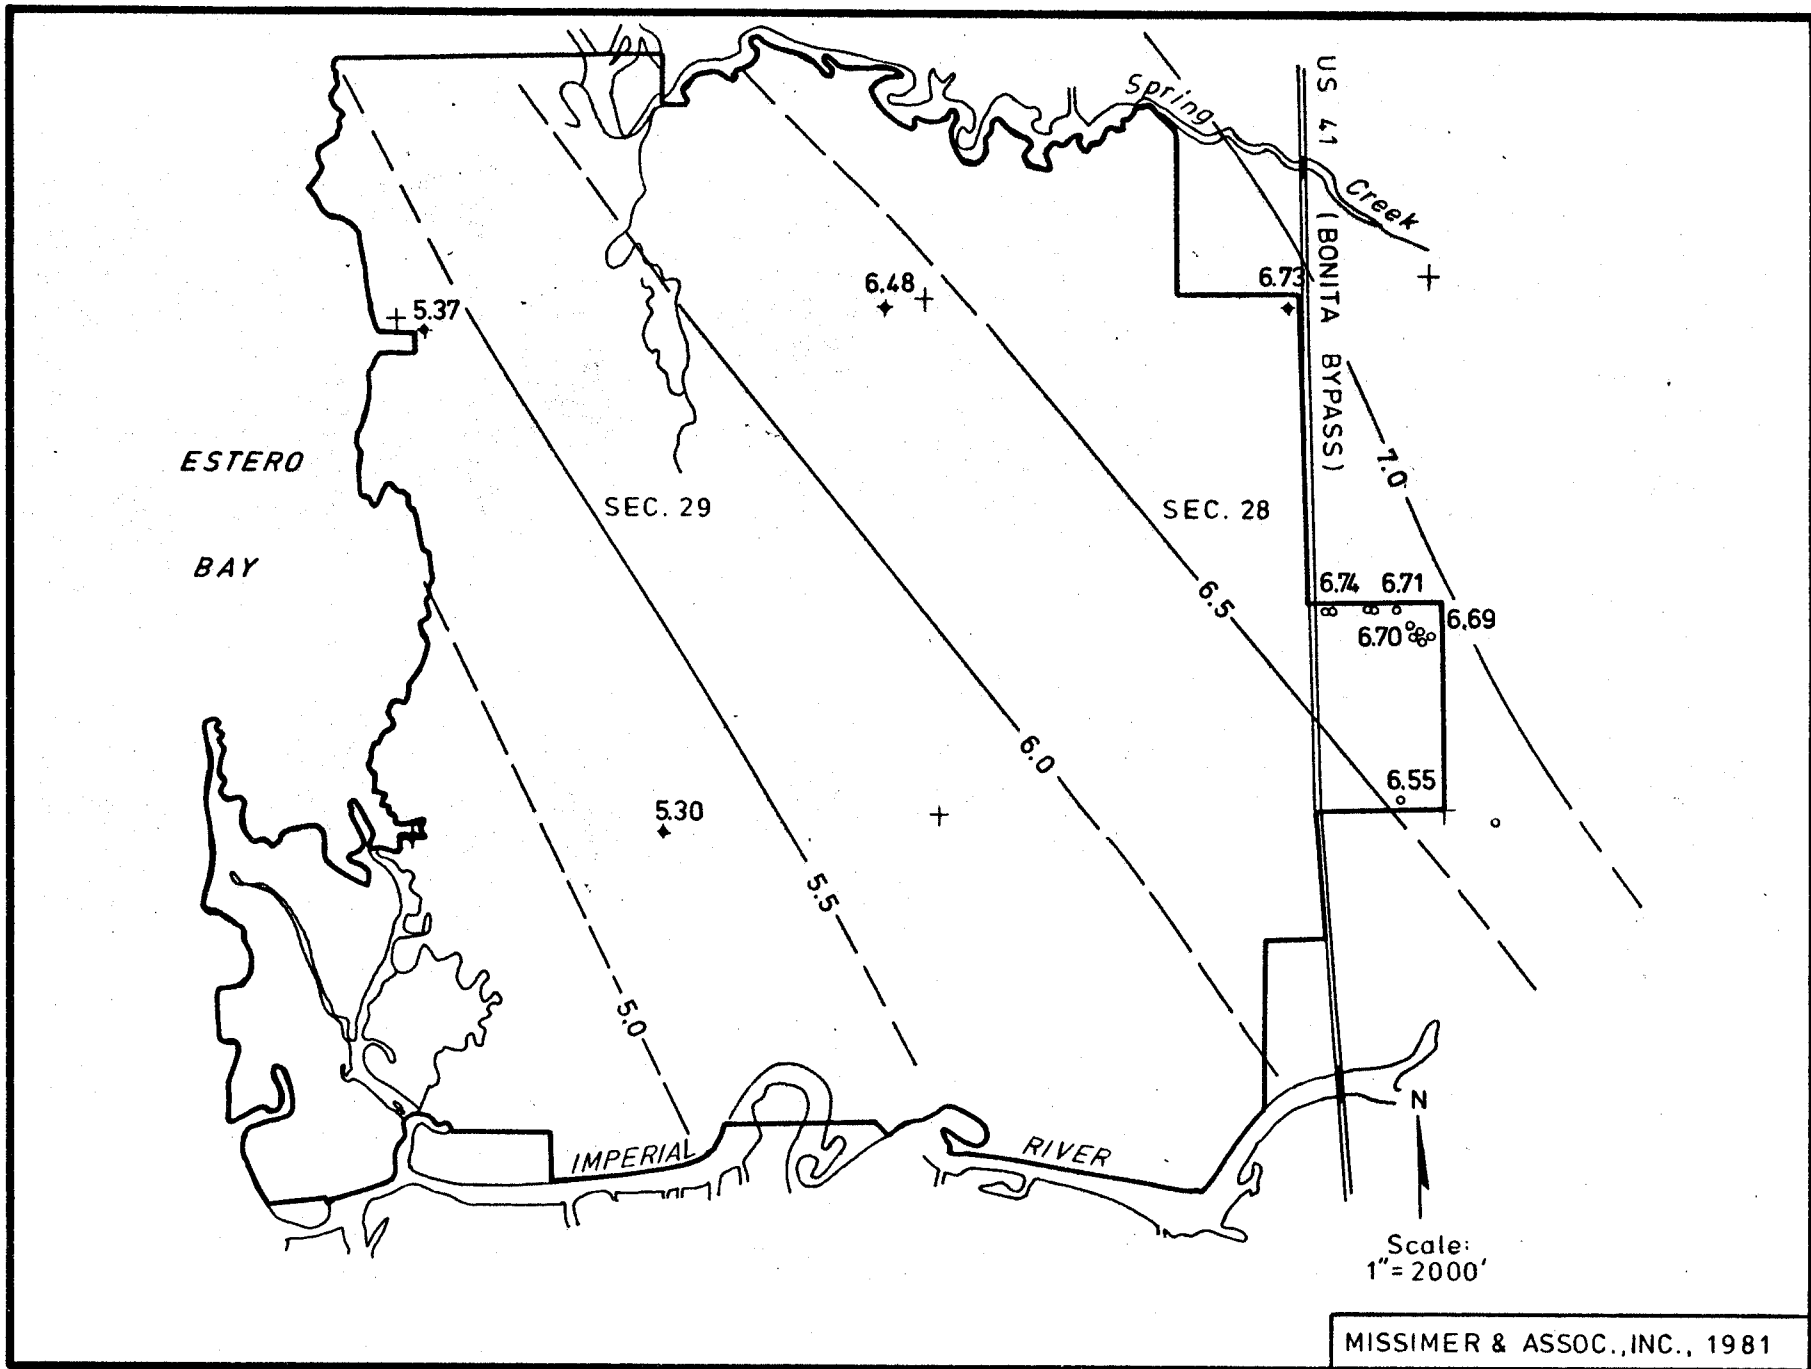 Spring
Creek
US 41 (BONITA BYPASS)
6.73
6.48
5.37
ESTERO
BAY
7.0
SEC. 29
SEC. 28
6.74
6.71
6.5
6.69
6.70
6.0
6.55
5.30
5.5
5.0
N
IMPERIAL
RIVER
Scale:
1"=2000'
MISSIMER & ASSOC., INC., 1981